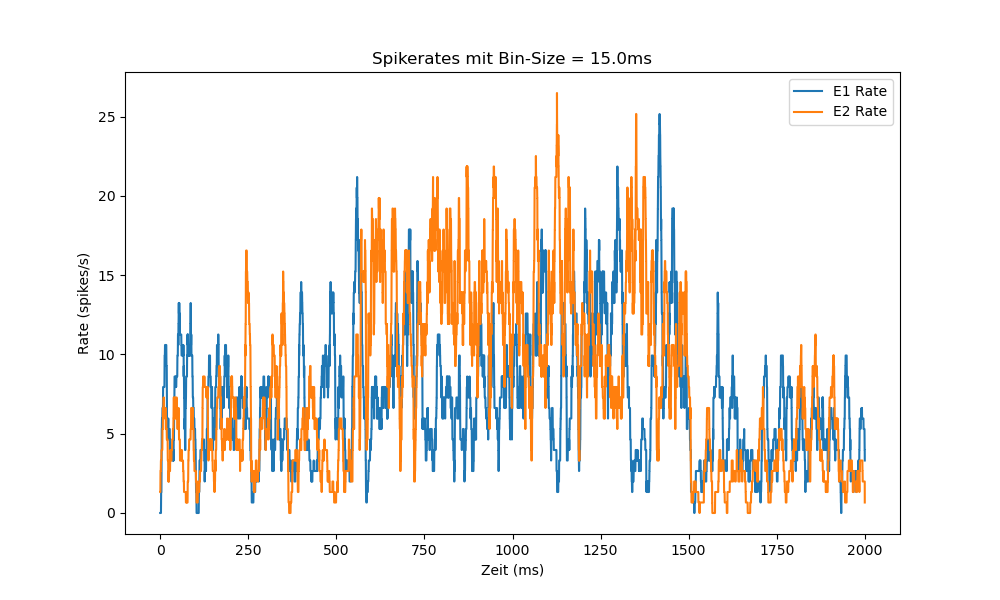 Spikerates mit Bin-Size = 15.0ms
E1 Rate
E2 Rate
25
20
15
10
5
0
Rate (spikes/s)
0 250 500 750 1000 1250 1500 1750 2000
Zeit (ms)